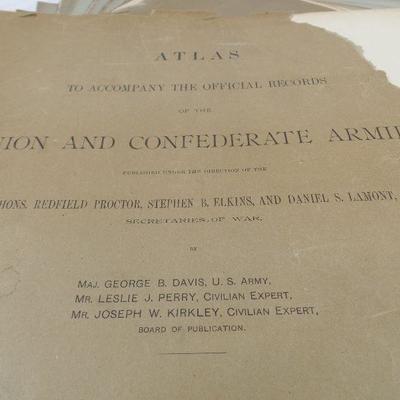 ATLAS
TO ACCOMPANY THE OFFICIAL RECORDS
OF THE
NION AND CONFEDERATE ARMIE
PUBLISHED UNDER THE DIRECTION OF THE
HONS. REDFIELD PROCTOR, STEPHEN B. ELKINS, AND DANIEL S. LAMONT,
SECRETARIES OF WAR,
BY
MAJ. GEORGE B. DAVIS, U. S. ARMY,
MR. LESLIE J. PERRY, CIVILIAN EXPERT,
MR. JOSEPH W. KIRKLEY, CIVILIAN EXPERT,
BOARD OF PUBLICATION.